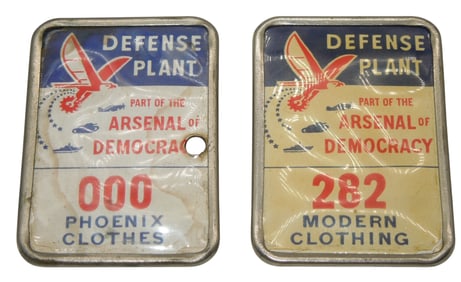 DEFENSE
PLANT
PART OF THE
ARSENAL OF
DEMOCRACY
000
PHOENIX
CLOTHES
DEFENSE
PLANT
PART OF THE
ARSENAL OF
DEMOCRACY
282
MODERN
CLOTHING